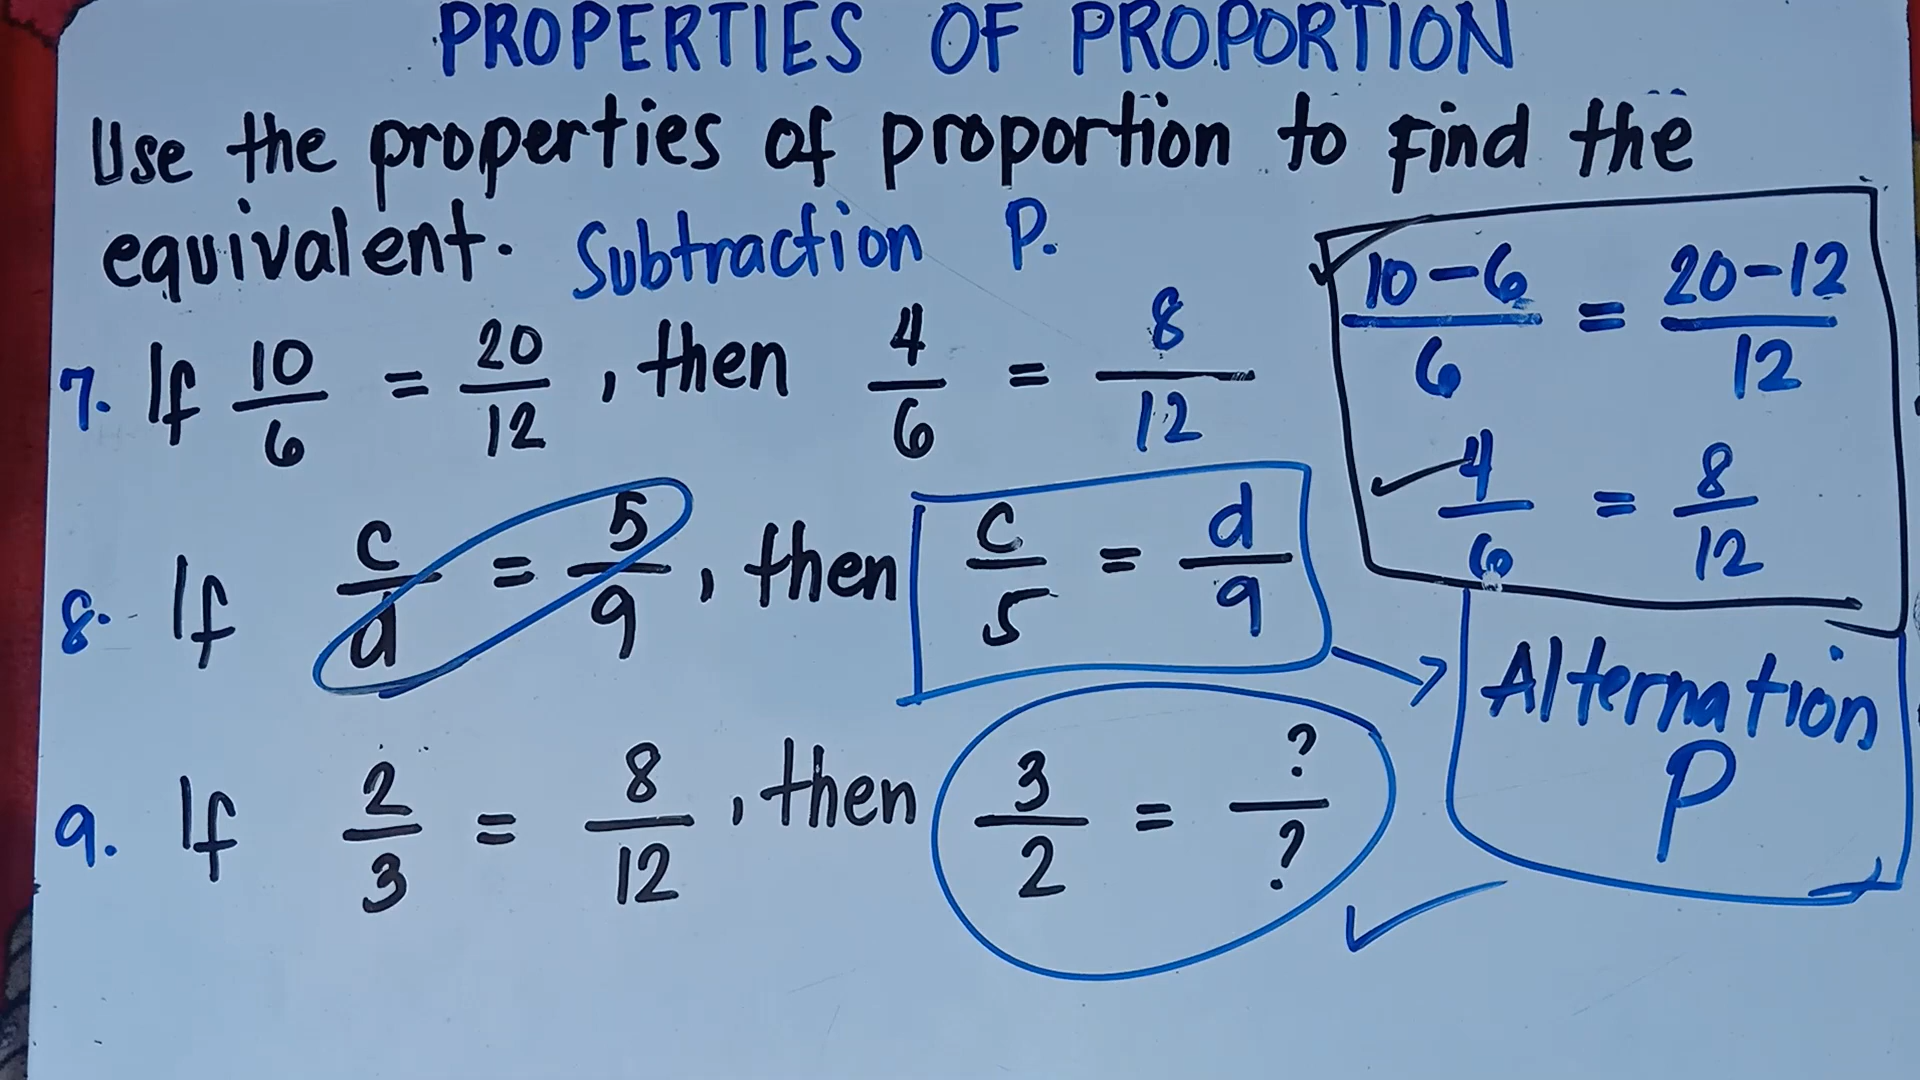 PROPERTIES OF PROPORTION
Use the properties of proportion to Find the
equivalent. Subtraction P.
7. If 10/6 = 20/12, then 4/6 = 8/12
8. If c/d = 5/9, then c/5 = d/9
9. If 2/3 = 8/12, then 3/2 = ?/?
10-6/6 = 20-12/12
4/6 = 8/12
Alternation
P